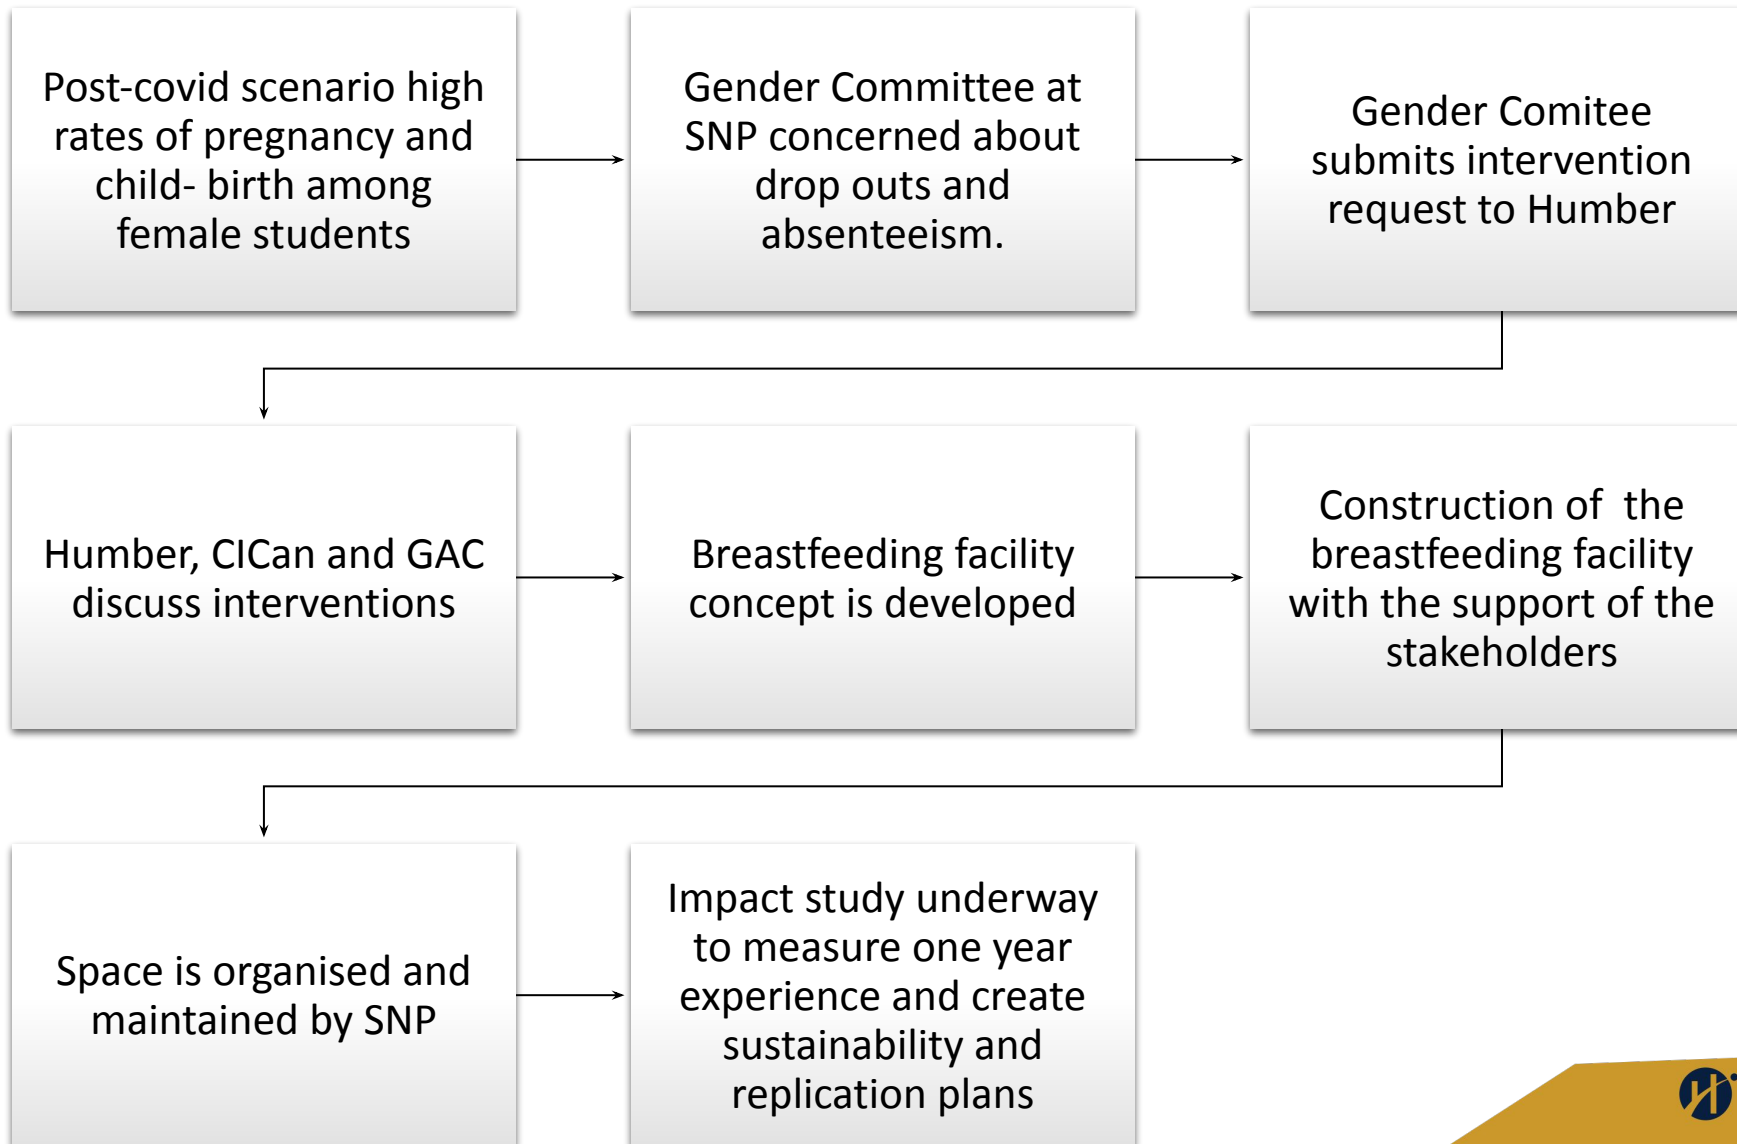 Post-covid scenario high
rates of pregnancy and
child- birth among
female students
Gender Committee at
SNP concerned about
drop outs and
absenteeism.
Gender Comitee
submits intervention
request to Humber
Humber, CICan and GAC
discuss interventions
Breastfeeding facility
concept is developed
Construction of  the
breastfeeding facility
with the support of the
stakeholders
Space is organised and
maintained by SNP
Impact study underway
to measure one year
experience and create
sustainability and
replication plans